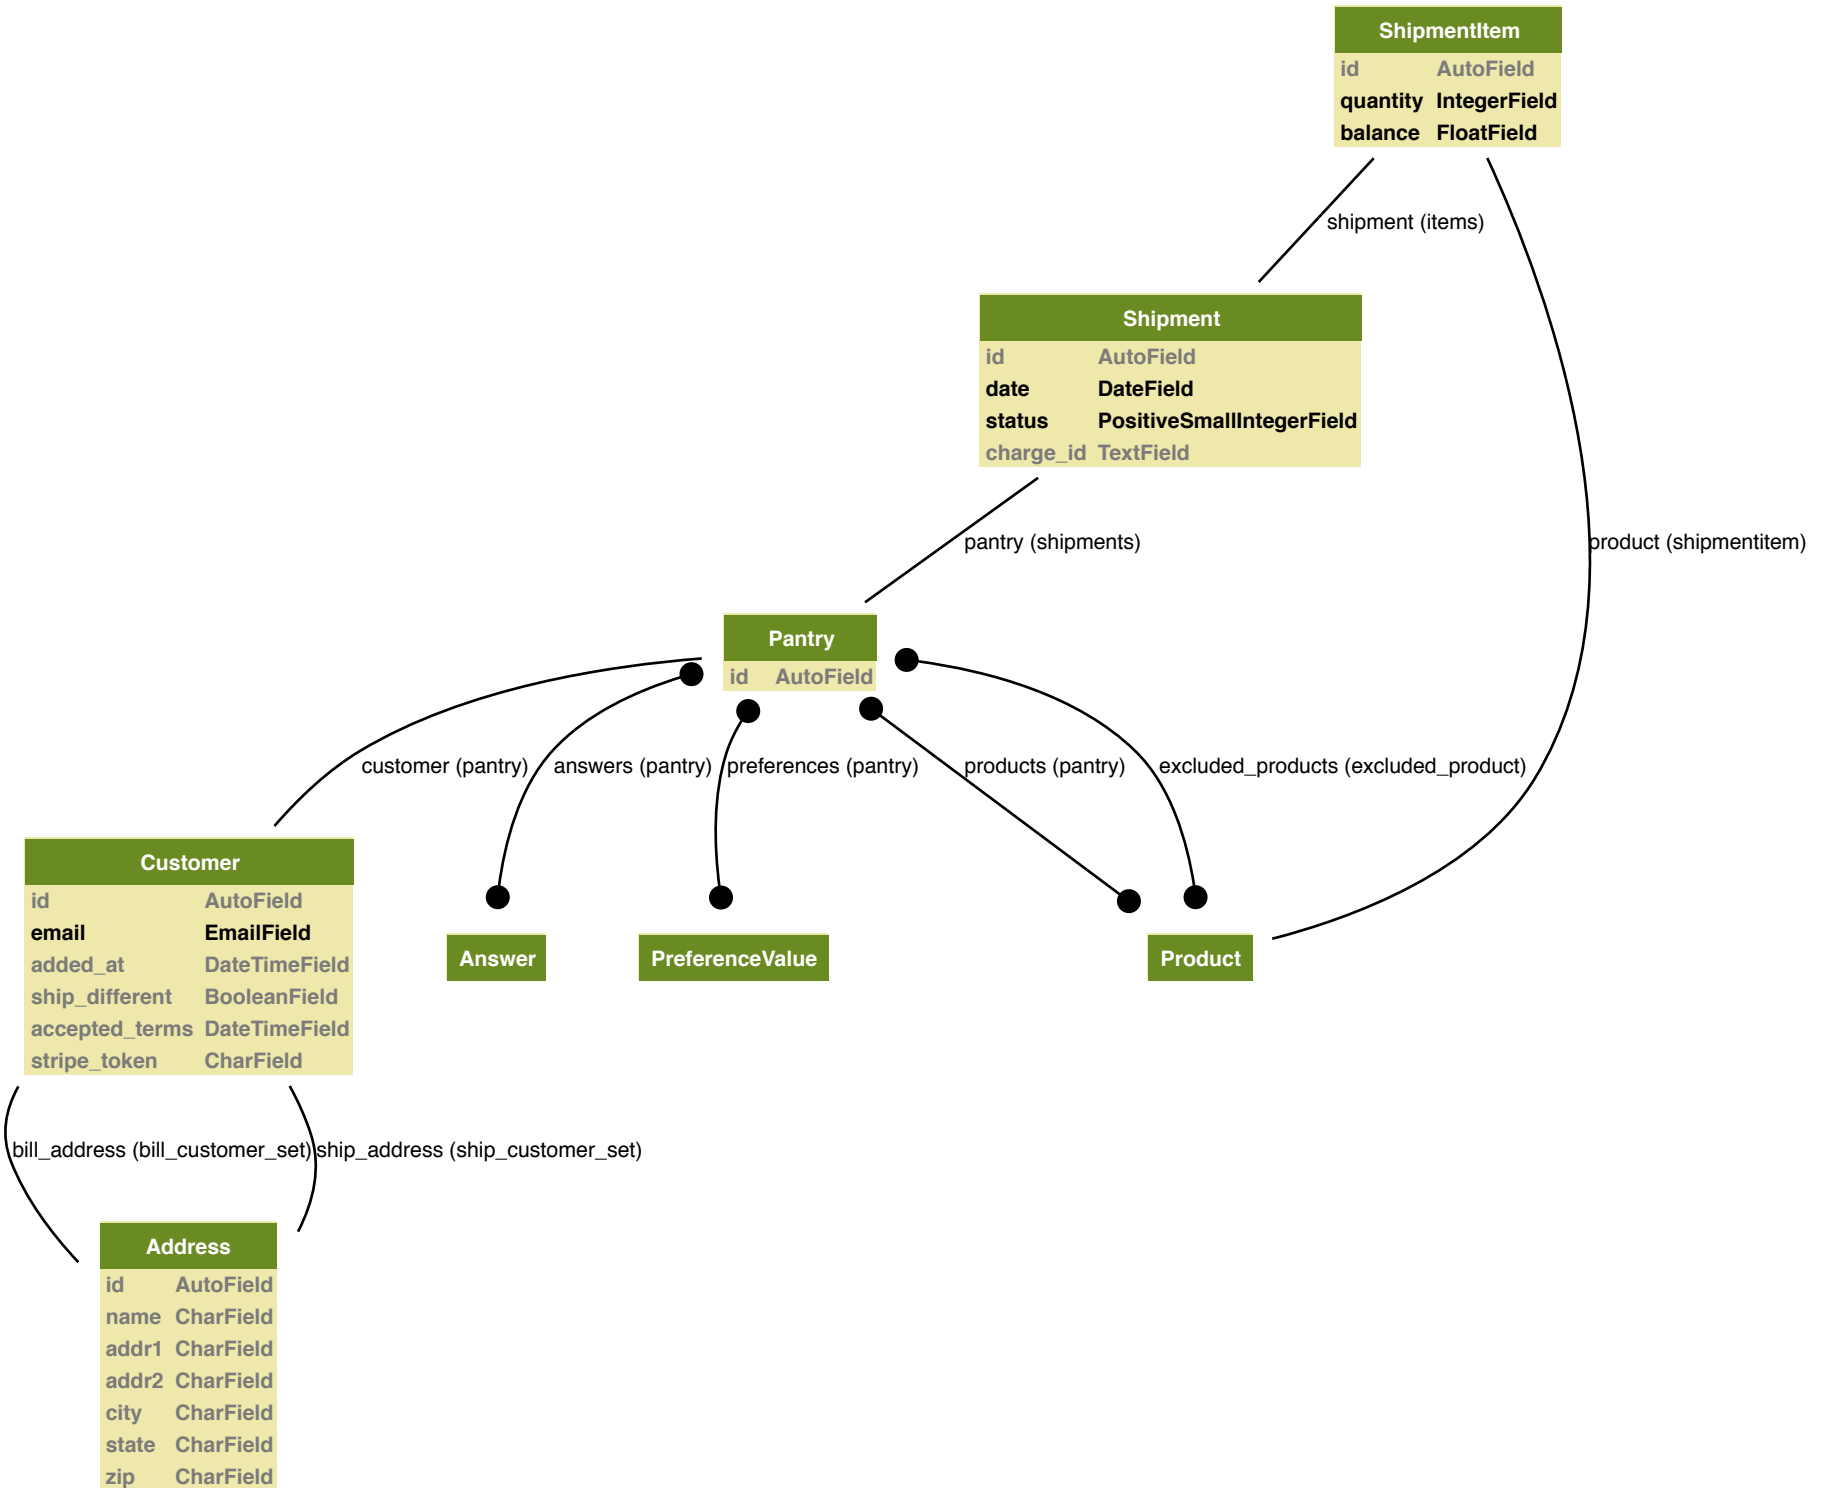 ShipmentItem
id AutoField
quantity IntegerField
balance FloatField
shipment (items)
Shipment
id AutoField
date DateField
status PositiveSmallIntegerField
charge_id TextField
pantry (shipments)
product (shipmentitem)
Pantry
id AutoField
customer (pantry)
answers (pantry)
preferences (pantry)
products (pantry)
excluded_products (excluded_product)
Customer
id AutoField
email EmailField
added_at DateTimeField
ship_different BooleanField
accepted_terms DateTimeField
stripe_token CharField
Answer
PreferenceValue
Product
bill_address (bill_customer_set)
ship_address (ship_customer_set)
Address
id AutoField
name CharField
addr1 CharField
addr2 CharField
city CharField
state CharField
zip CharField